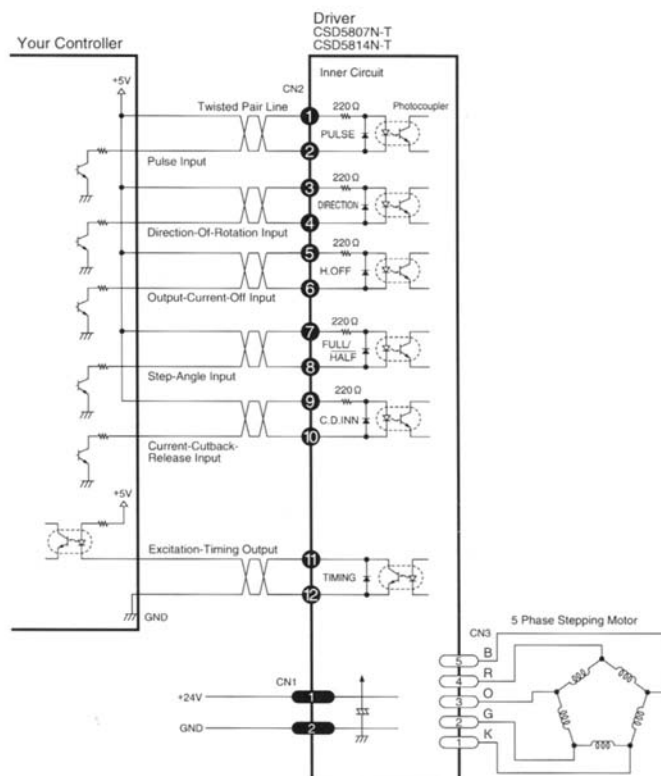 Driver
CSD5807N-T
CSD5814N-T
Your Controller
Inner Circuit
+5V
CN2
Twisted Pair Line
1
220Ω
Photocoupler
PULSE
2
Pulse Input
3
220Ω
DIRECTION
4
Direction-Of-Rotation Input
5
220Ω
H.OFF
6
Output-Current-Off Input
7
220Ω
FULL/
HALF
8
Step-Angle Input
9
220Ω
C.D.INN
10
Current-Cutback-
Release Input
+5V
Excitation-Timing Output
11
TIMING
12
GND
5 Phase Stepping Motor
CN3
5 B
4 R
3 O
2 G
1 K
CN1
+24V
1
GND
2